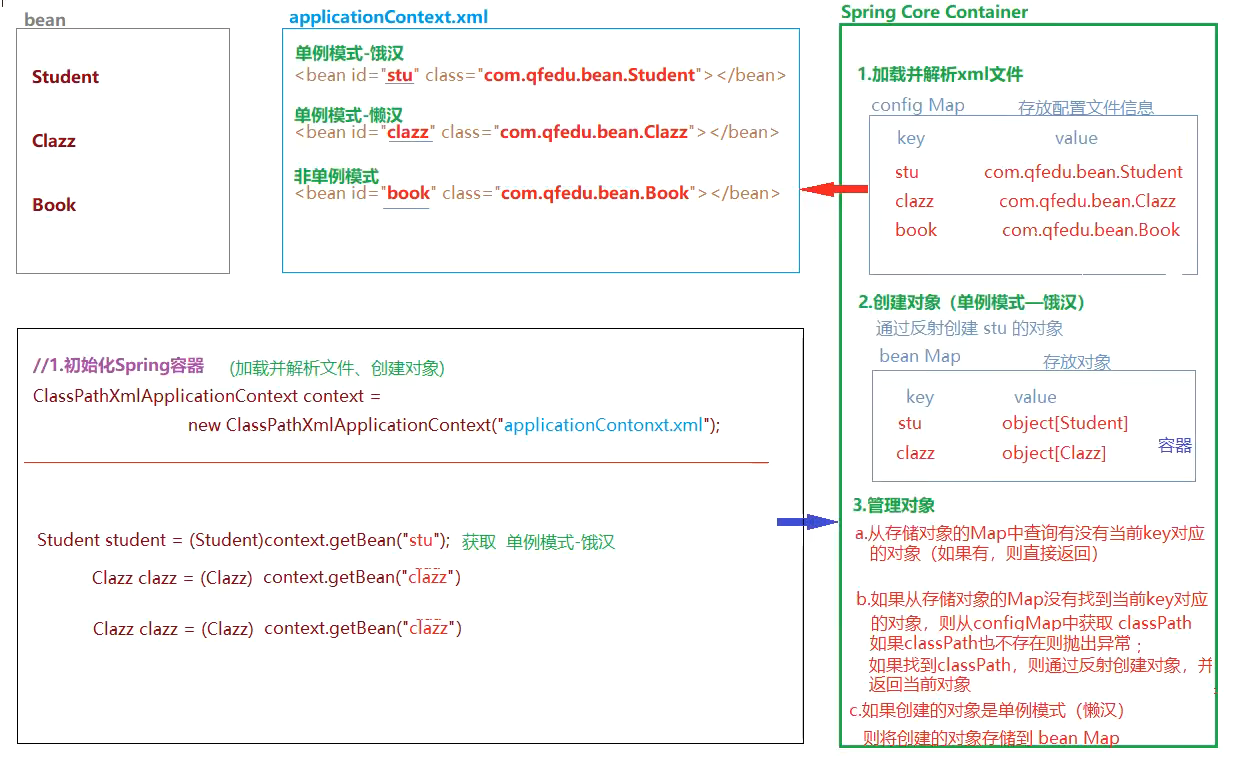 bean
Student
Clazz
Book
applicationContext.xml
单例模式-饿汉
<bean id="stu" class="com.qfedu.bean.Student"></bean>
单例模式-懒汉
<bean id="clazz" class="com.qfedu.bean.Clazz"></bean>
非单例模式
<bean id="book" class="com.qfedu.bean.Book"></bean>
//1.初始化Spring容器 (加载并解析文件、创建对象)
ClassPathXmlApplicationContext context =
new ClassPathXmlApplicationContext("applicationContonxt.xml");
Student student = (Student)context.getBean("stu"); 获取 单例模式-饿汉
Clazz clazz = (Clazz) context.getBean("clazz")
Clazz clazz = (Clazz) context.getBean("clazz")
Spring Core Container
1.加载并解析xml文件
config Map 存放配置文件信息
key value
stu com.qfedu.bean.Student
clazz com.qfedu.bean.Clazz
book com.qfedu.bean.Book
2.创建对象（单例模式—饿汉）
通过反射创建 stu 的对象
bean Map 存放对象
key value
stu object[Student]
clazz object[Clazz]
容器
3.管理对象
a.从存储对象的Map中查询有没有当前key对应
的对象（如果有，则直接返回）
b.如果从存储对象的Map没有找到当前key对应
的对象，则从configMap中获取 classPath
如果classPath也不存在则抛出异常；
如果找到classPath，则通过反射创建对象，并
返回当前对象
c.如果创建的对象是单例模式（懒汉）
则将创建的对象存储到 bean Map